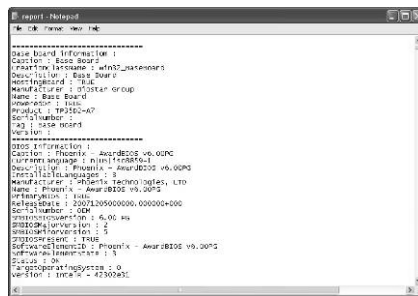 report - Notepad
File Edit Format View Help
==============================
Base board information :
Caption : Base Board
CreationClassName : Win32_BaseBoard
Description : Base Board
HostingBoard : TRUE
Manufacturer : Biostar Group
Name : Base Board
PoweredOn : TRUE
Product : TP35D2-A7
SerialNumber :
Tag : Base Board
Version :
==============================
BIOS Information :
Caption : Phoenix - AwardBIOS v6.00PG
CurrentLanguage : n|US|iso8859-1
Description : Phoenix - AwardBIOS v6.00PG
InstallableLanguages : 3
Manufacturer : Phoenix Technologies, LTD
Name : Phoenix - AwardBIOS v6.00PG
PrimaryBIOS : TRUE
ReleaseDate : 20071205000000.000000+000
SerialNumber : OEM
SMBIOSBIOSVersion : 6.00 PG
SMBIOSMajorVersion : 2
SMBIOSMinorVersion : 5
SMBIOSPresent : TRUE
SoftwareElementID : Phoenix - AwardBIOS v6.00PG
SoftwareElementState : 3
Status : OK
TargetOperatingSystem : 0
Version : IntelR - 42302e31